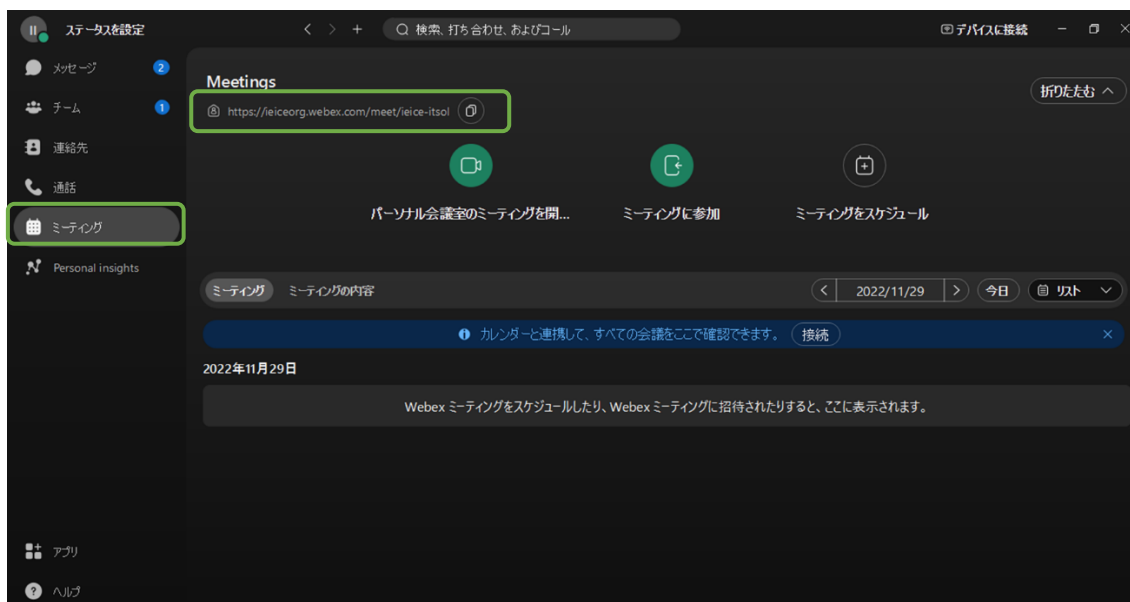 II ステータスを設定
検索、打ち合わせ、およびコール
デバイスに接続
メッセージ 2
チーム 1
連絡先
通話
ミーティング
Personal insights
アプリ
ヘルプ
Meetings
折りたたむ
https://ieiceorg.webex.com/meet/ieice-itsol
パーソナル会議室のミーティングを開...
ミーティングに参加
ミーティングをスケジュール
ミーティング ミーティングの内容
2022/11/29 今日 リスト
カレンダーと連携して、すべての会議をここで確認できます。 接続
2022年11月29日
Webex ミーティングをスケジュールしたり、Webex ミーティングに招待されたりすると、ここに表示されます。